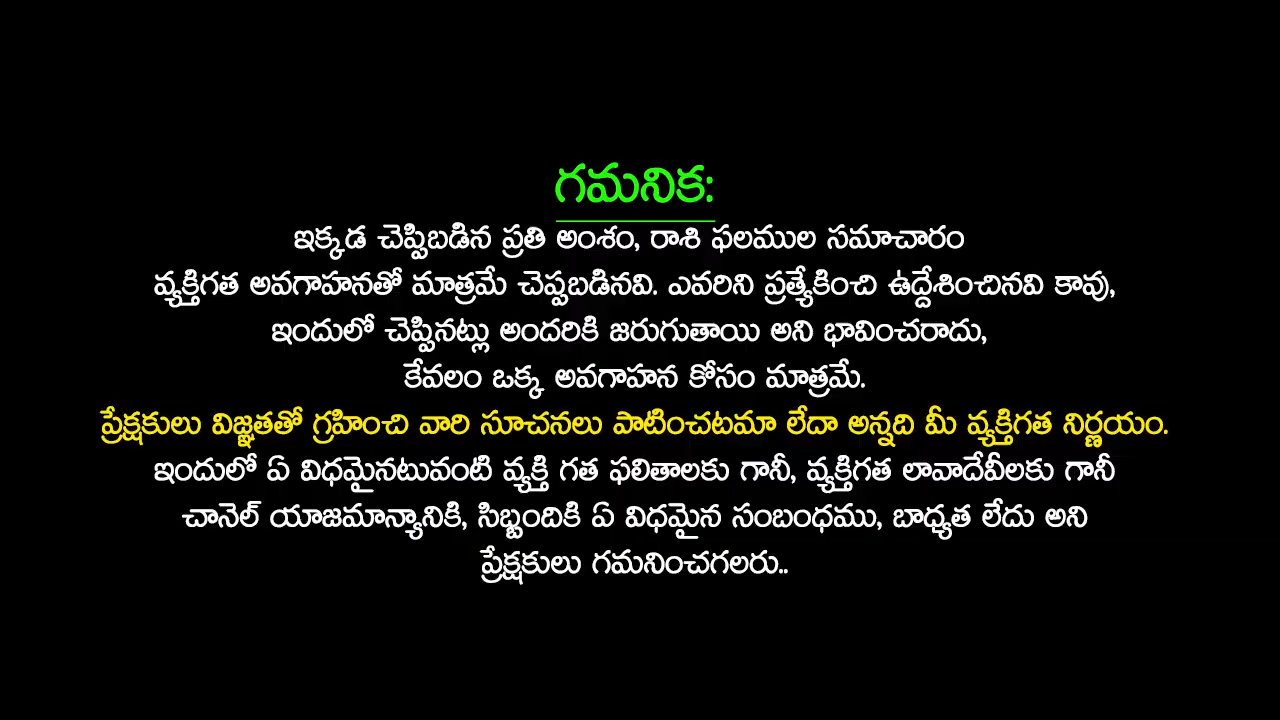 గమనిక:
ఇక్కడ చెప్పిబడిన ప్రతి అంశం, రాశి ఫలముల సమాచారం
వ్యక్తిగత అవగాహనతో మాత్రమే చెప్పబడినవి. ఎవరిని ప్రత్యేకించి ఉద్దేశించినవి కావు,
ఇందులో చెప్పినట్లు అందరికి జరుగుతాయి అని భావించరాదు,
కేవలం ఒక్క అవగాహన కోసం మాత్రమే.
ప్రేక్షకులు విజ్ఞతతో గ్రహించి వారి సూచనలు పాటించటమా లేదా అన్నది మీ వ్యక్తిగత నిర్ణయం.
ఇందులో ఏ విధమైనటువంటి వ్యక్తి గత ఫలితాలకు గానీ, వ్యక్తిగత లావాదేవీలకు గానీ
చానెల్ యాజమాన్యానికి, సిబ్బందికి ఏ విధమైన సంబంధము, బాధ్యత లేదు అని
ప్రేక్షకులు గమనించగలరు..